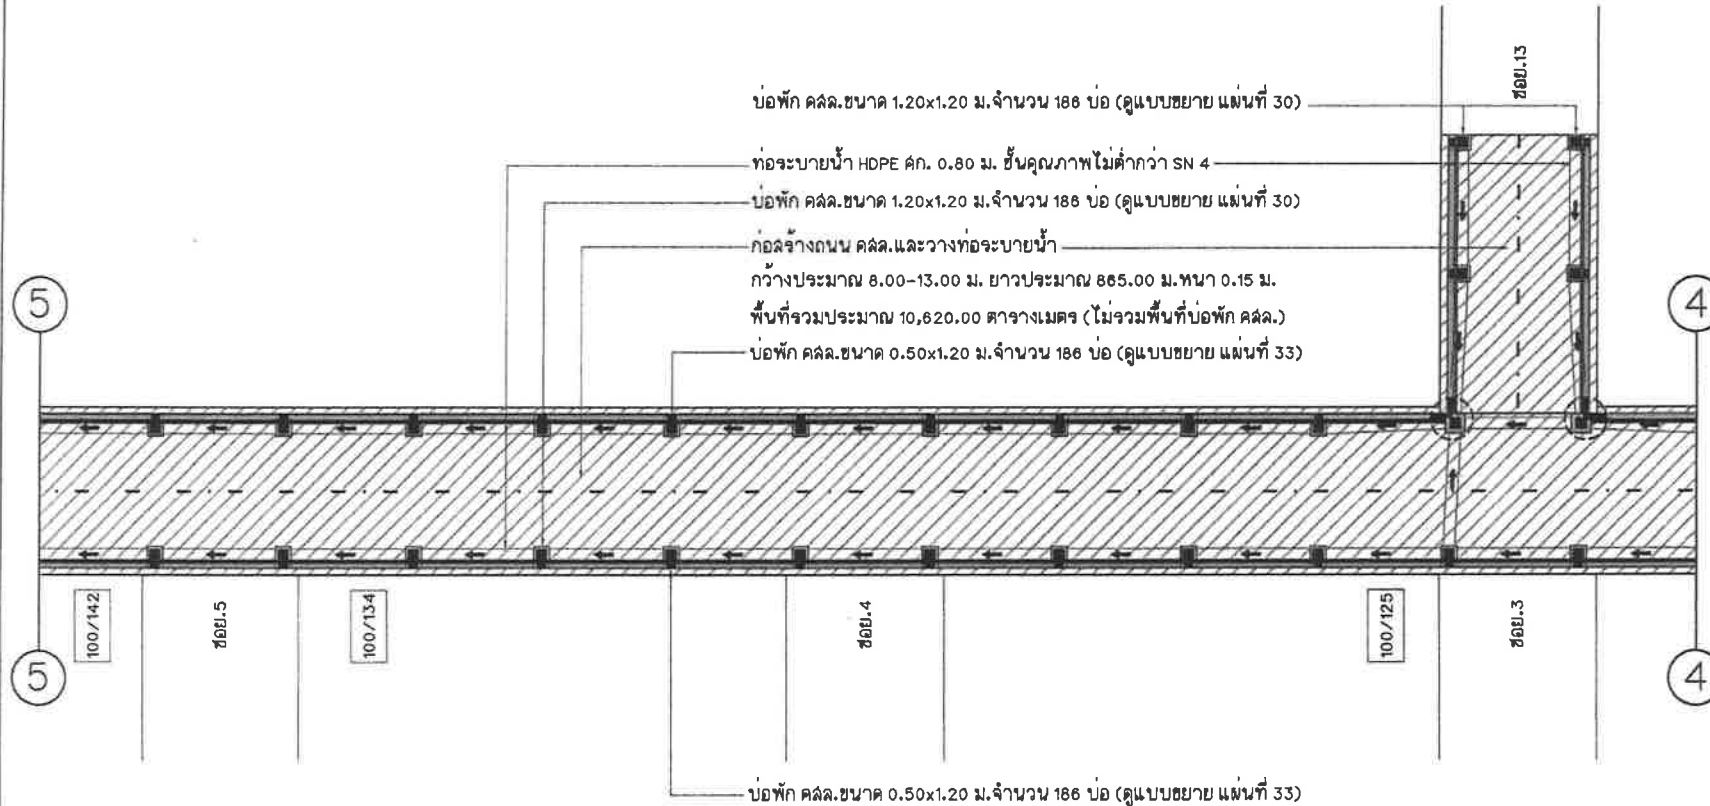 ซอย.13
บ่อพัก คสล.ขนาด 1.20x1.20 ม.จำนวน 186 บ่อ (ดูแบบขยาย แผ่นที่ 30)
ท่อระบายน้ำ HDPE ศก. 0.80 ม. ชั้นคุณภาพไม่ต่ำกว่า SN 4
บ่อพัก คสล.ขนาด 1.20x1.20 ม.จำนวน 186 บ่อ (ดูแบบขยาย แผ่นที่ 30)
ก่อสร้างถนน คสล.และวางท่อระบายน้ำ
กว้างประมาณ 8.00-13.00 ม. ยาวประมาณ 865.00 ม.หนา 0.15 ม.
พื้นที่รวมประมาณ 10,620.00 ตารางเมตร (ไม่รวมพื้นที่บ่อพัก คสล.)
บ่อพัก คสล.ขนาด 0.50x1.20 ม.จำนวน 186 บ่อ (ดูแบบขยาย แผ่นที่ 33)
5
4
100/142
ซอย.5
100/134
ซอย.4
100/125
ซอย.3
5
4
บ่อพัก คสล.ขนาด 0.50x1.20 ม.จำนวน 186 บ่อ (ดูแบบขยาย แผ่นที่ 33)